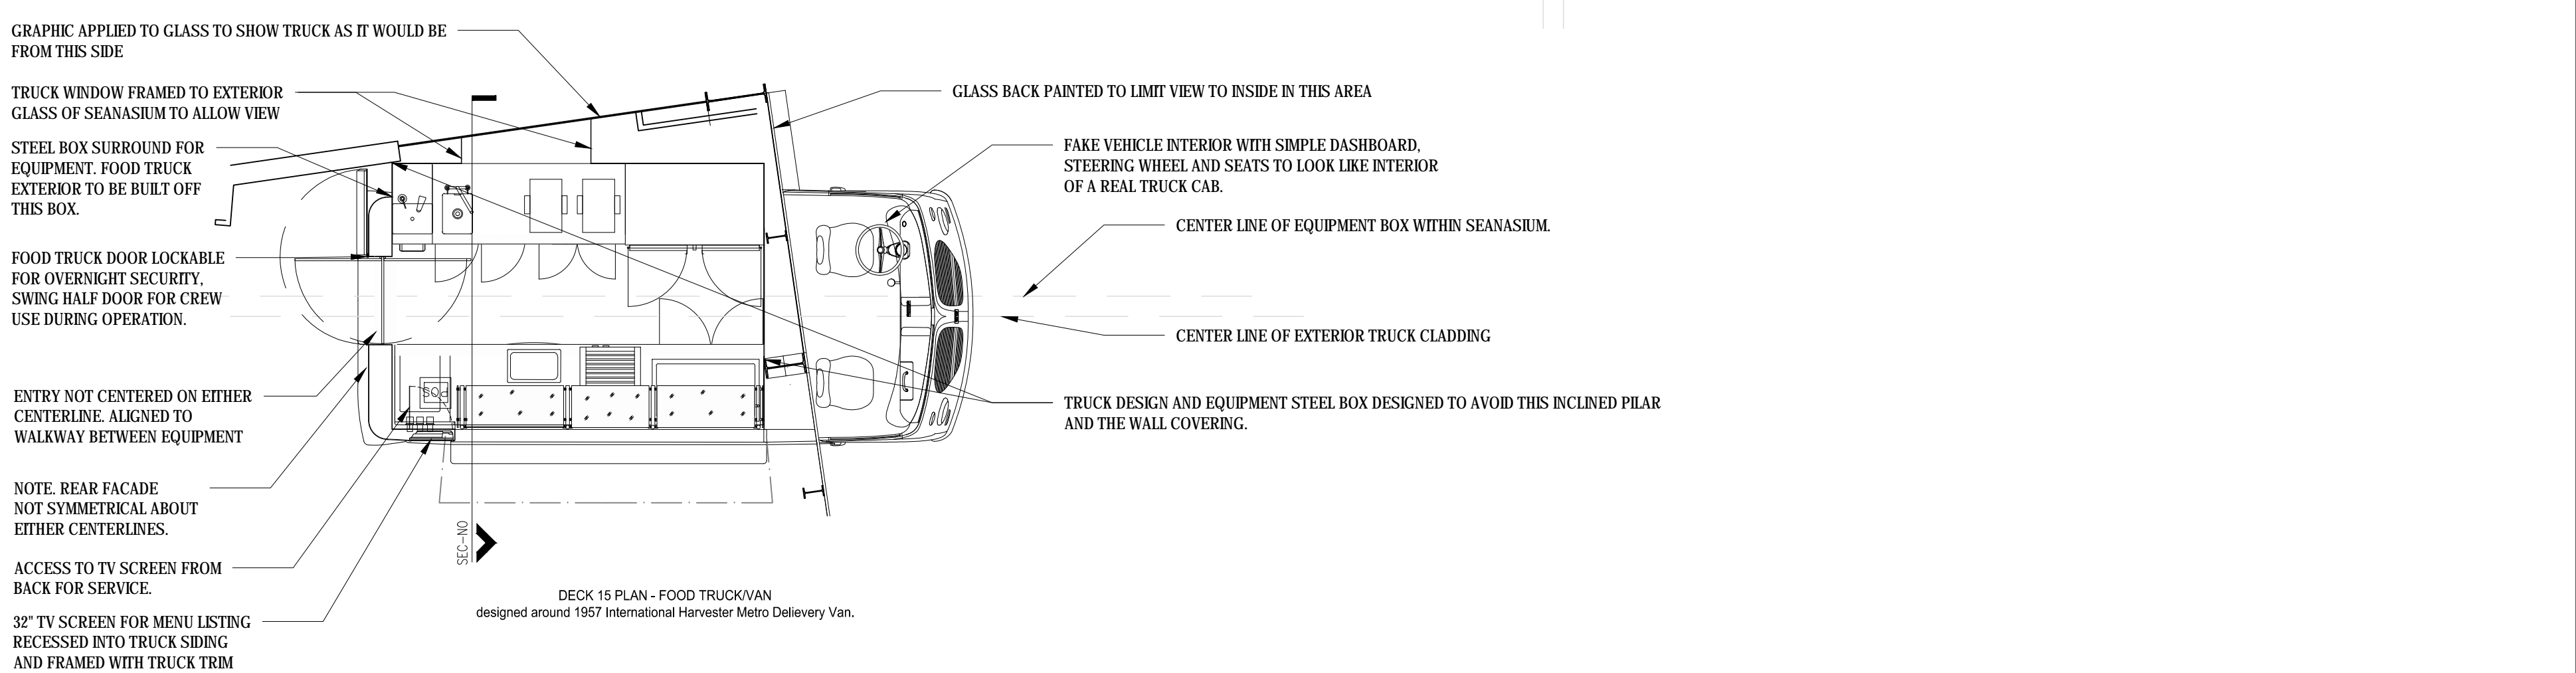 GRAPHIC APPLIED TO GLASS TO SHOW TRUCK AS IT WOULD BE
FROM THIS SIDE
TRUCK WINDOW FRAMED TO EXTERIOR
GLASS OF SEANASIUM TO ALLOW VIEW
STEEL BOX SURROUND FOR
EQUIPMENT. FOOD TRUCK
EXTERIOR TO BE BUILT OFF
THIS BOX.
FOOD TRUCK DOOR LOCKABLE
FOR OVERNIGHT SECURITY,
SWING HALF DOOR FOR CREW
USE DURING OPERATION.
ENTRY NOT CENTERED ON EITHER
CENTERLINE. ALIGNED TO
WALKWAY BETWEEN EQUIPMENT
NOTE. REAR FACADE
NOT SYMMETRICAL ABOUT
EITHER CENTERLINES.
ACCESS TO TV SCREEN FROM
BACK FOR SERVICE.
32" TV SCREEN FOR MENU LISTING
RECESSED INTO TRUCK SIDING
AND FRAMED WITH TRUCK TRIM
POS
SEC-NO
GLASS BACK PAINTED TO LIMIT VIEW TO INSIDE IN THIS AREA
FAKE VEHICLE INTERIOR WITH SIMPLE DASHBOARD,
STEERING WHEEL AND SEATS TO LOOK LIKE INTERIOR
OF A REAL TRUCK CAB.
CENTER LINE OF EQUIPMENT BOX WITHIN SEANASIUM.
CENTER LINE OF EXTERIOR TRUCK CLADDING
TRUCK DESIGN AND EQUIPMENT STEEL BOX DESIGNED TO AVOID THIS INCLINED PILAR
AND THE WALL COVERING.
DECK 15 PLAN - FOOD TRUCK/VAN
designed around 1957 International Harvester Metro Delievery Van.